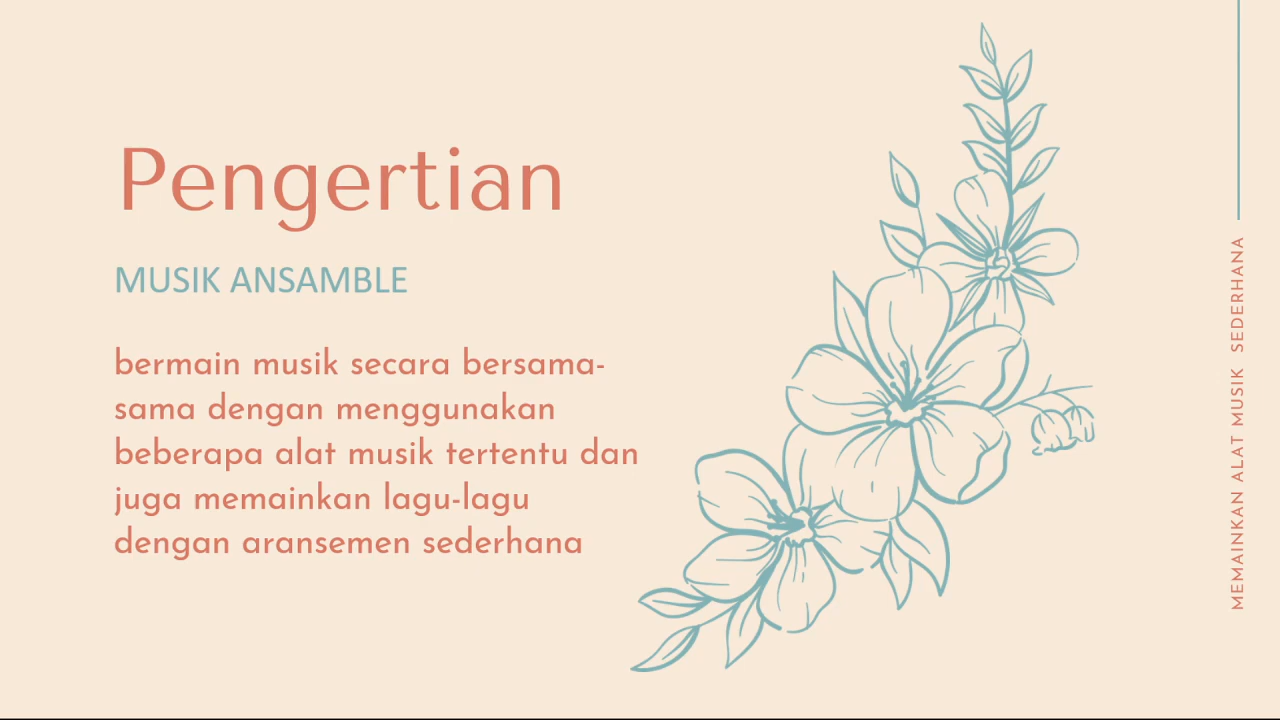 Pengertian
MUSIK ANSAMBLE
bermain musik secara bersama-
sama dengan menggunakan
beberapa alat musik tertentu dan
juga memainkan lagu-lagu
dengan aransemen sederhana
MEMAINKAN ALAT MUSIK SEDERHANA